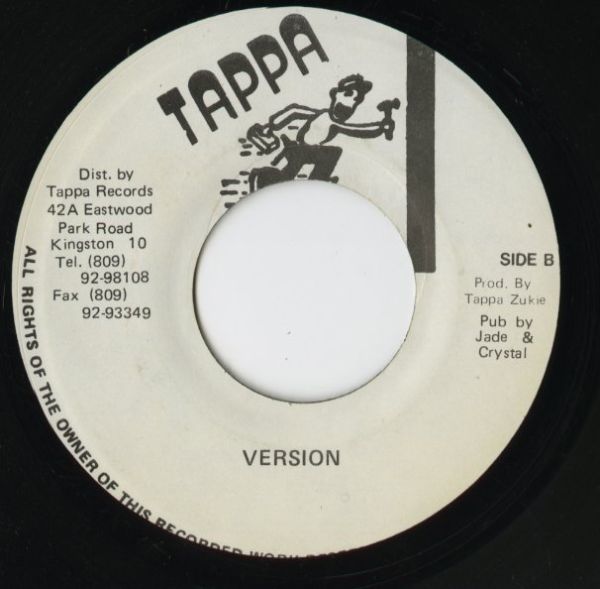 TAPPA
Dist. by
Tappa Records
42A Eastwood
Park Road
Kingston 10
Tel. (809)
92-98108
Fax (809)
92-93349
SIDE B
Prod. By
Tappa Zukie
Pub by
Jade &
Crystal
VERSION
ALL RIGHTS OF THE OWNER OF THIS RECORDED WORK